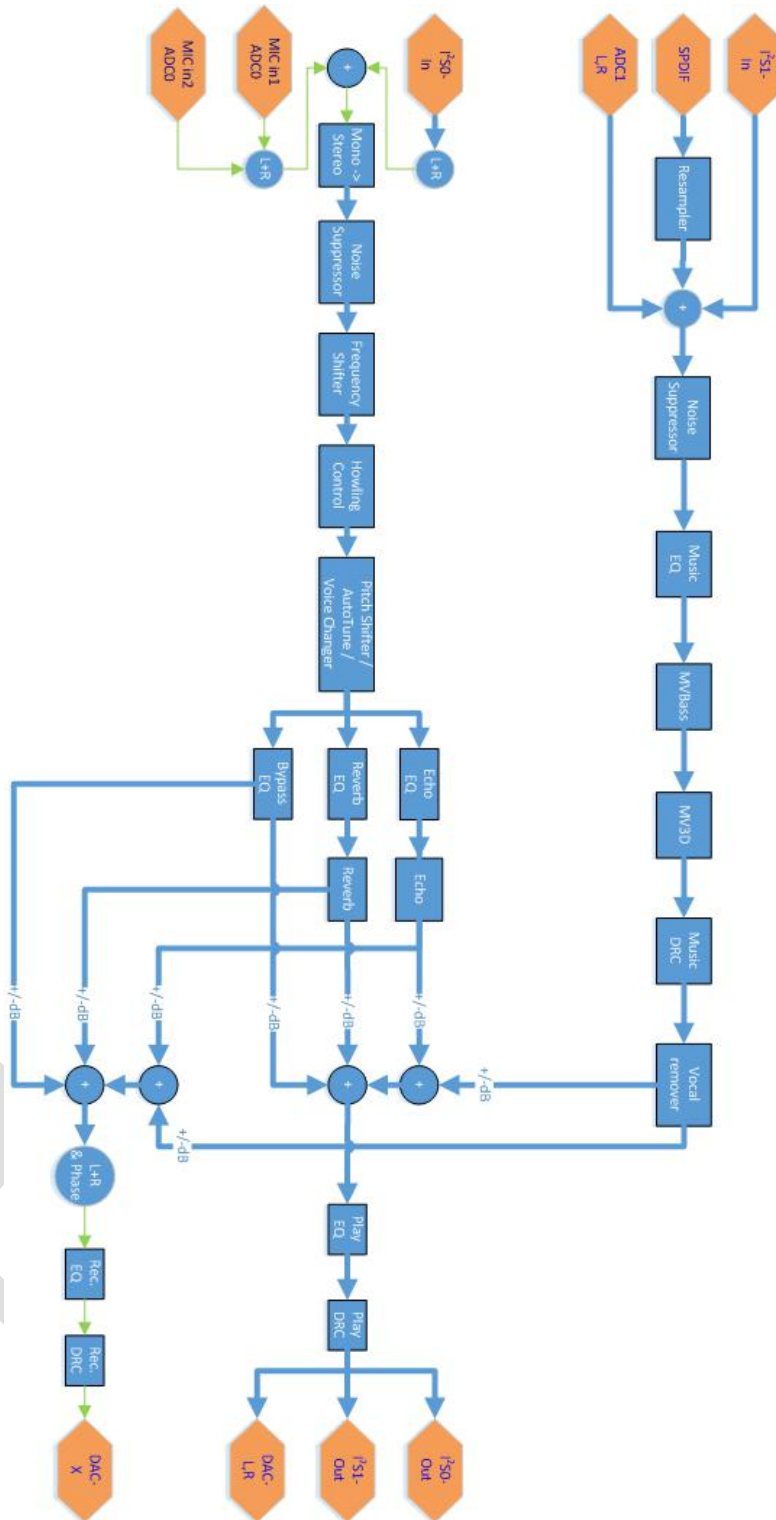 I²S1-
In
SPDIF
ADC1
L,R
Resampler
+
Noise
Suppressor
Music
EQ
MVBass
MV3D
Music
DRC
Vocal
remover
+/-dB
+/-dB
I²S0-
In
L+R
+
MIC in1
ADC0
MIC in2
ADC0
L+R
Mono ->
Stereo
Noise
Suppressor
Frequency
Shifter
Howling
Control
Pitch Shifter /
AutoTune /
Voice Changer
Echo
EQ
Echo
+/-dB
+
Reverb
EQ
Reverb
+/-dB
+
Bypass
EQ
+/-dB
Play
EQ
Play
DRC
I²S0-
Out
I²S1-
Out
DAC-
L,R
+/-dB
+
+/-dB
+
+/-dB
L+R
& Phase
Rec.
EQ
Rec.
DRC
DAC-
X